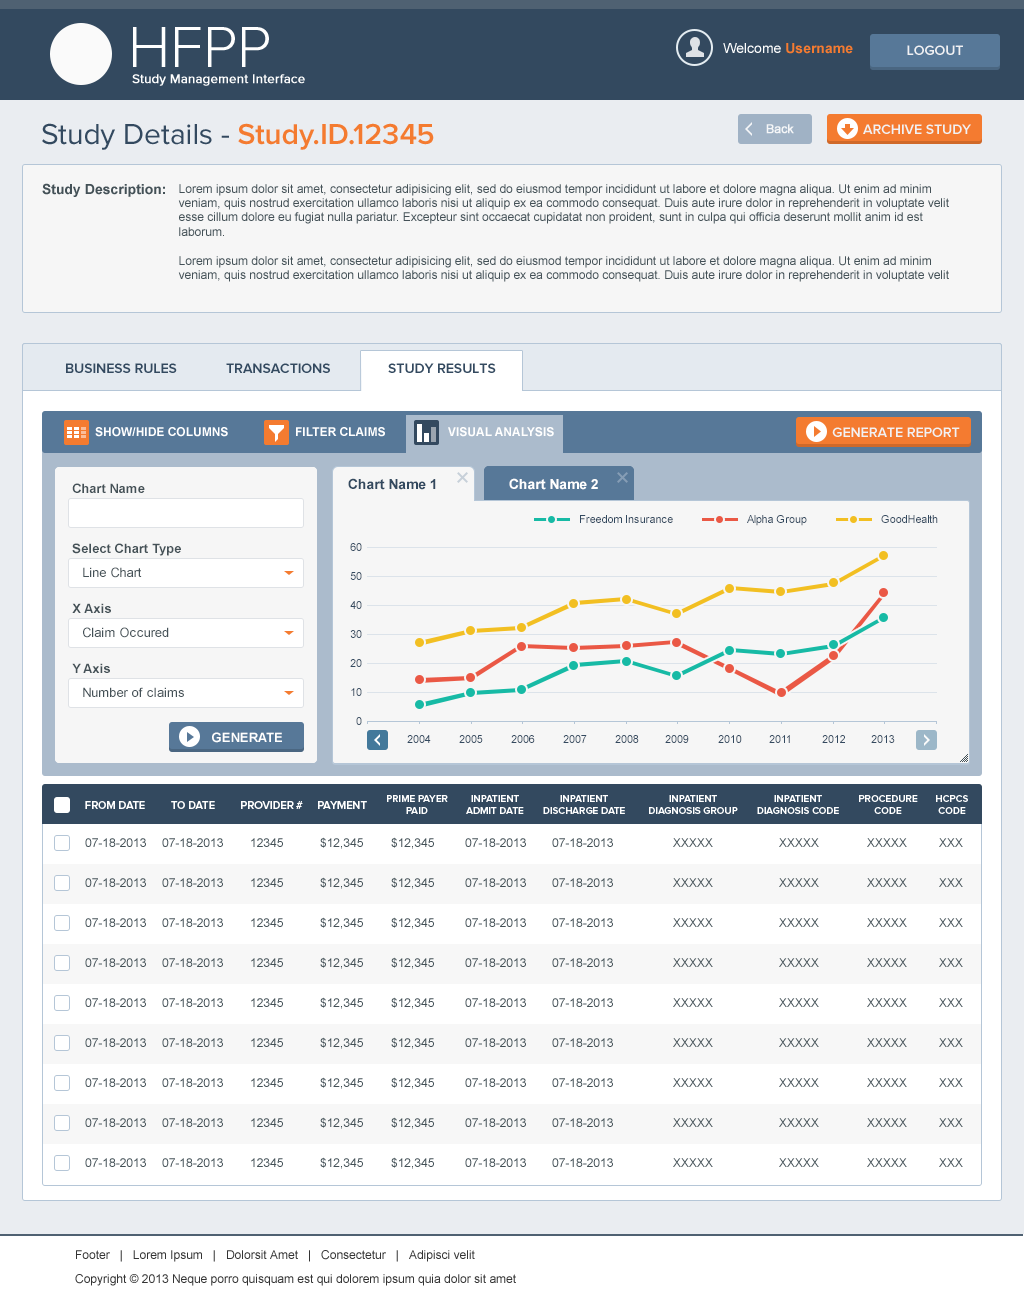 HFPP
Study Management Interface
Welcome Username
LOGOUT
Study Details - Study.ID.12345
Back
ARCHIVE STUDY
Study Description:
Lorem ipsum dolor sit amet, consectetur adipisicing elit, sed do eiusmod tempor incididunt ut labore et dolore magna aliqua. Ut enim ad minim
veniam, quis nostrud exercitation ullamco laboris nisi ut aliquip ex ea commodo consequat. Duis aute irure dolor in reprehenderit in voluptate velit
esse cillum dolore eu fugiat nulla pariatur. Excepteur sint occaecat cupidatat non proident, sunt in culpa qui officia deserunt mollit anim id est
laborum.
Lorem ipsum dolor sit amet, consectetur adipisicing elit, sed do eiusmod tempor incididunt ut labore et dolore magna aliqua. Ut enim ad minim
veniam, quis nostrud exercitation ullamco laboris nisi ut aliquip ex ea commodo consequat. Duis aute irure dolor in reprehenderit in voluptate velit
BUSINESS RULES TRANSACTIONS STUDY RESULTS
SHOW/HIDE COLUMNS FILTER CLAIMS VISUAL ANALYSIS GENERATE REPORT
Chart Name
Select Chart Type
Line Chart
X Axis
Claim Occured
Y Axis
Number of claims
GENERATE
Chart Name 1 Chart Name 2
Freedom Insurance Alpha Group GoodHealth
60
50
40
30
20
10
0
2004 2005 2006 2007 2008 2009 2010 2011 2012 2013
FROM DATE TO DATE PROVIDER # PAYMENT PRIME PAYER PAID INPATIENT ADMIT DATE INPATIENT DISCHARGE DATE INPATIENT DIAGNOSIS GROUP INPATIENT DIAGNOSIS CODE PROCEDURE CODE HCPCS CODE
07-18-2013 07-18-2013 12345 $12,345 $12,345 07-18-2013 07-18-2013 XXXXX XXXXX XXXXX XXX
07-18-2013 07-18-2013 12345 $12,345 $12,345 07-18-2013 07-18-2013 XXXXX XXXXX XXXXX XXX
07-18-2013 07-18-2013 12345 $12,345 $12,345 07-18-2013 07-18-2013 XXXXX XXXXX XXXXX XXX
07-18-2013 07-18-2013 12345 $12,345 $12,345 07-18-2013 07-18-2013 XXXXX XXXXX XXXXX XXX
07-18-2013 07-18-2013 12345 $12,345 $12,345 07-18-2013 07-18-2013 XXXXX XXXXX XXXXX XXX
07-18-2013 07-18-2013 12345 $12,345 $12,345 07-18-2013 07-18-2013 XXXXX XXXXX XXXXX XXX
07-18-2013 07-18-2013 12345 $12,345 $12,345 07-18-2013 07-18-2013 XXXXX XXXXX XXXXX XXX
07-18-2013 07-18-2013 12345 $12,345 $12,345 07-18-2013 07-18-2013 XXXXX XXXXX XXXXX XXX
07-18-2013 07-18-2013 12345 $12,345 $12,345 07-18-2013 07-18-2013 XXXXX XXXXX XXXXX XXX
Footer | Lorem Ipsum | Dolorsit Amet | Consectetur | Adipisci velit
Copyright © 2013 Neque porro quisquam est qui dolorem ipsum quia dolor sit amet